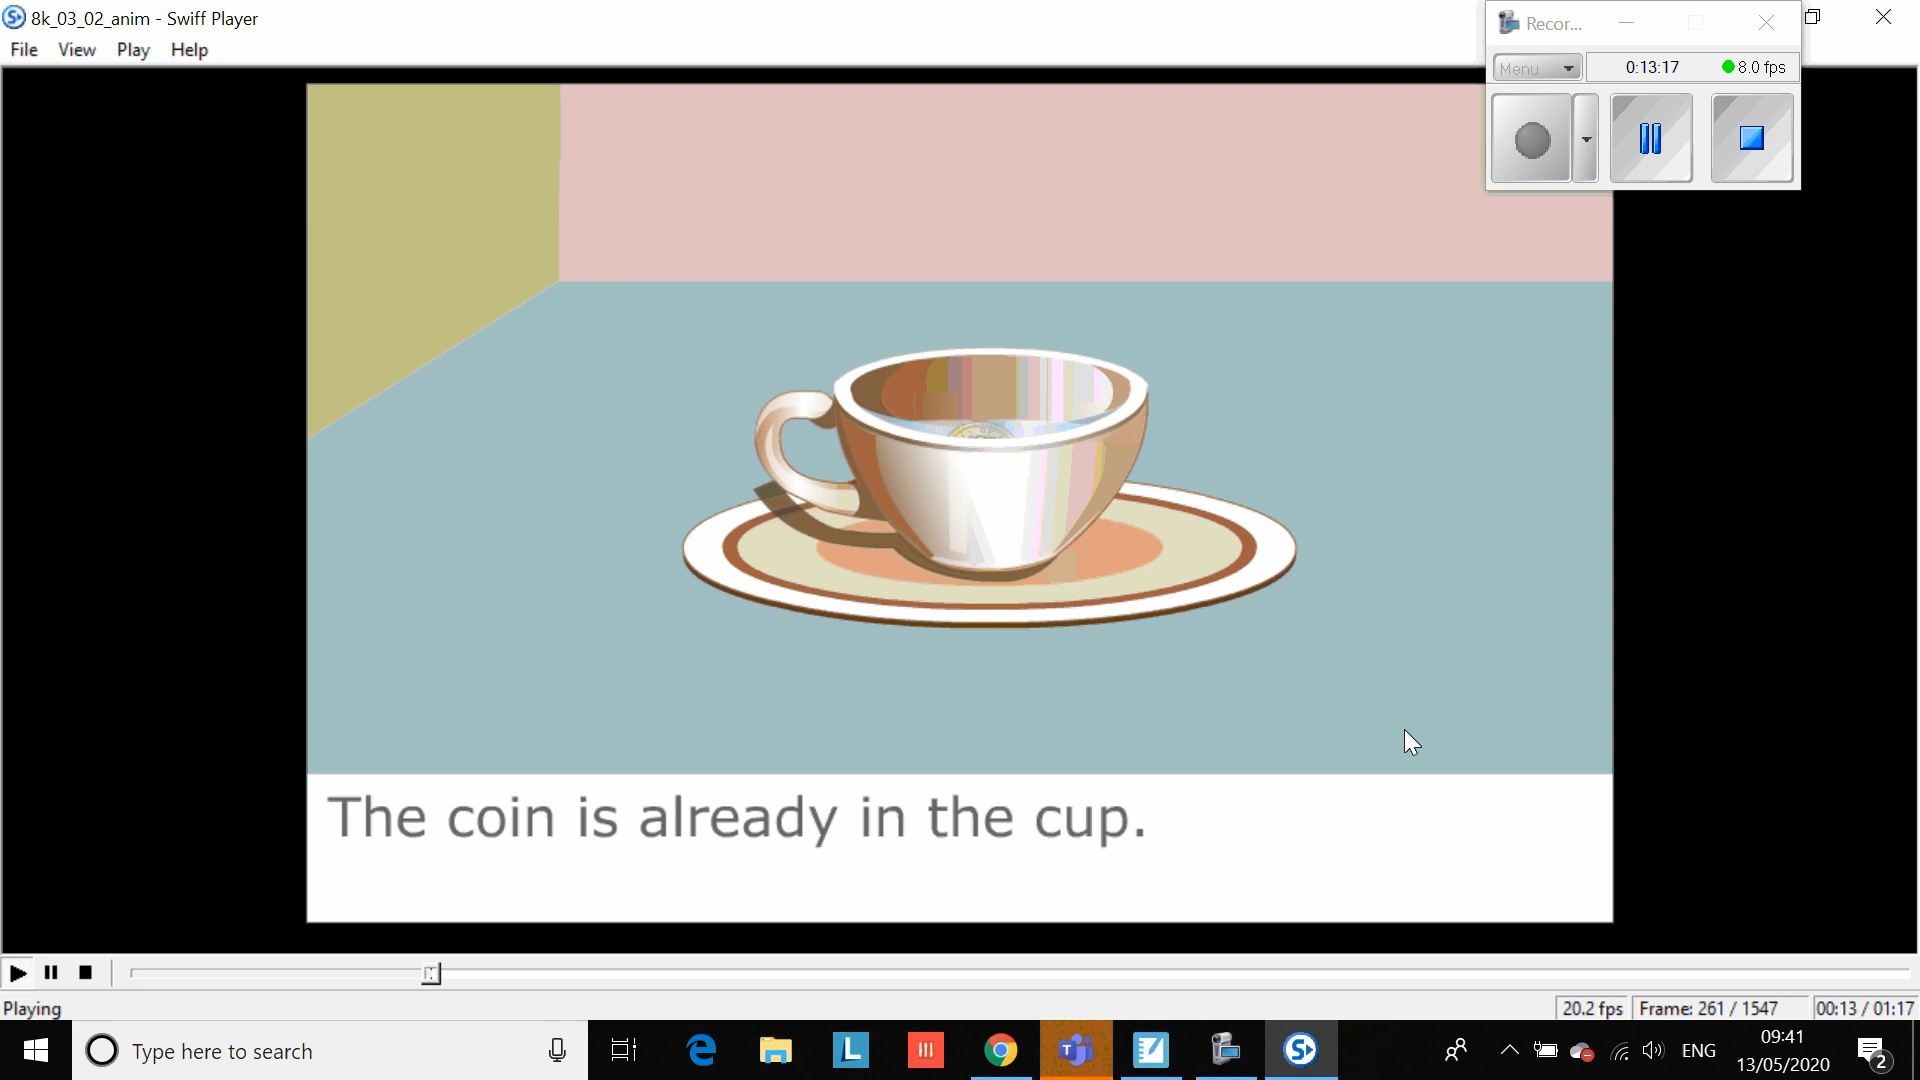 8k_03_02_anim - Swiff Player
Recor...
File View Play Help
Menu
0:13:17
8.0 fps
The coin is already in the cup.
Playing
20.2 fps
Frame: 261 / 1547
00:13 / 01:17
Type here to search
L
T
S
ENG
09:41
13/05/2020
2